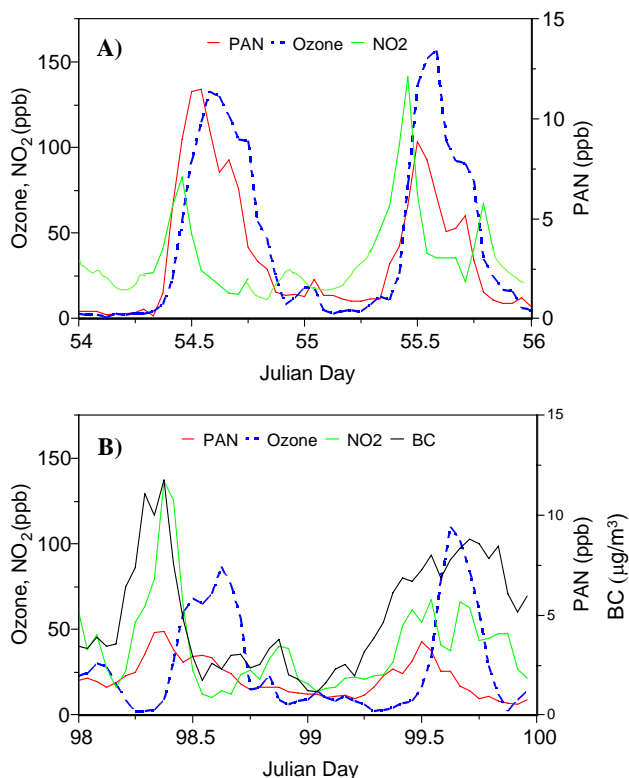 A)
PAN Ozone NO2
150
100
50
0
15
10
5
0
Ozone, NO2 (ppb)
PAN (ppb)
54 54.5 55 55.5 56
Julian Day
B)
PAN Ozone NO2 BC
150
100
50
0
15
10
5
0
Ozone, NO2 (ppb)
PAN (ppb)
BC (μg/m³)
98 98.5 99 99.5 100
Julian Day